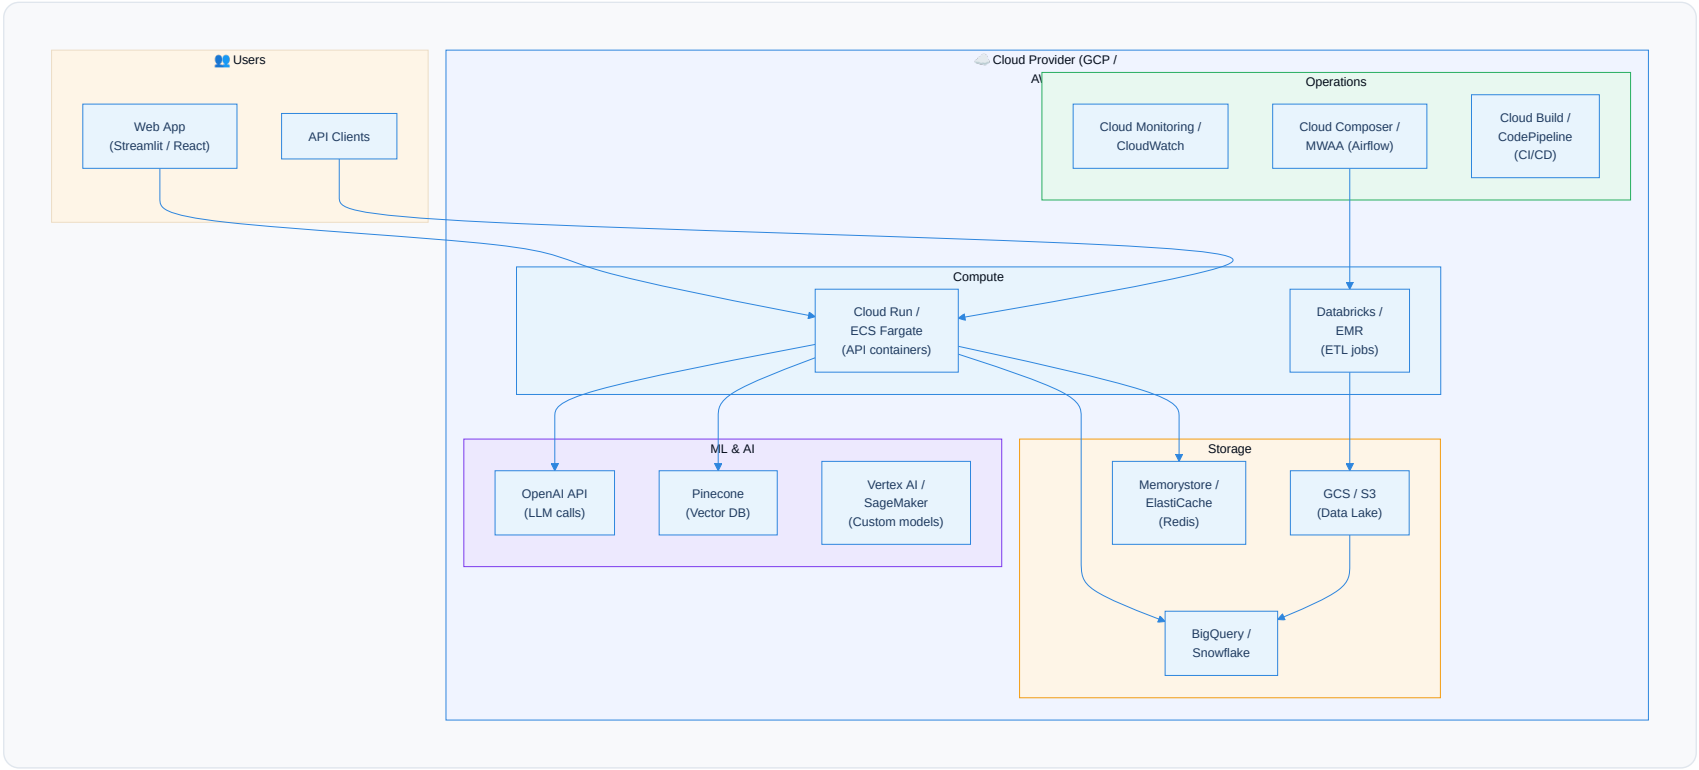 👥 Users
Web App
(Streamlit / React)
API Clients
☁️ Cloud Provider (GCP /
Operations
Cloud Monitoring /
CloudWatch
Cloud Composer /
MWAA (Airflow)
Cloud Build /
CodePipeline
(CI/CD)
Compute
Cloud Run /
ECS Fargate
(API containers)
Databricks /
EMR
(ETL jobs)
ML & AI
OpenAI API
(LLM calls)
Pinecone
(Vector DB)
Vertex AI /
SageMaker
(Custom models)
Storage
Memorystore /
ElastiCache
(Redis)
GCS / S3
(Data Lake)
BigQuery /
Snowflake